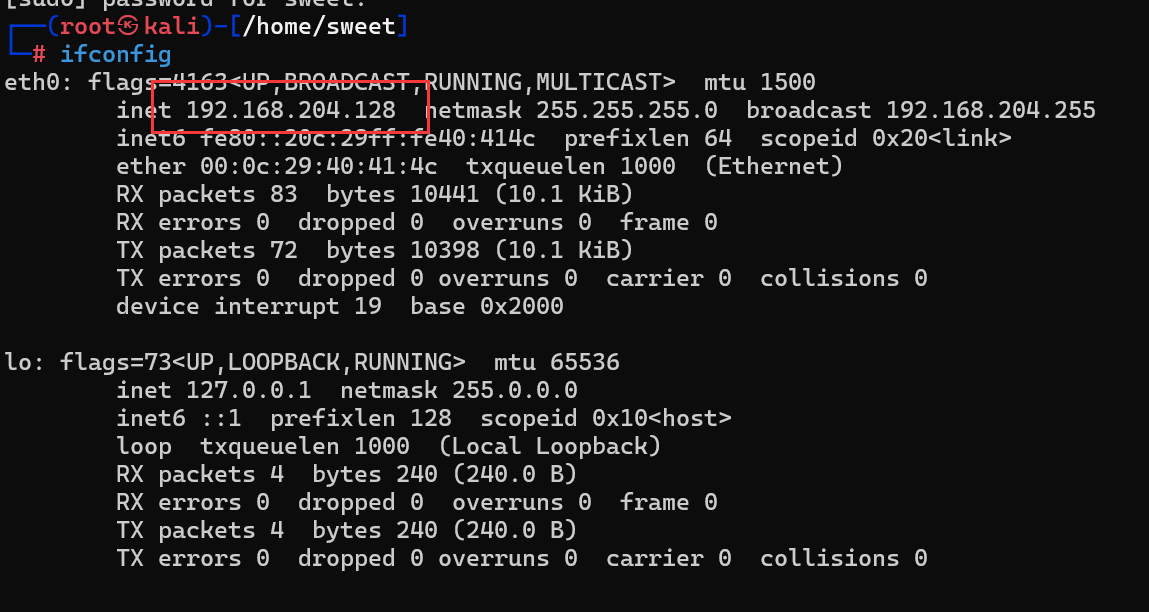 [sudo] password for sweet:
┌──(root㉿kali)-[/home/sweet]
└─# ifconfig
eth0: flags=4163<UP,BROADCAST,RUNNING,MULTICAST>  mtu 1500
        inet 192.168.204.128  netmask 255.255.255.0  broadcast 192.168.204.255
        inet6 fe80::20c:29ff:fe40:414c  prefixlen 64  scopeid 0x20<link>
        ether 00:0c:29:40:41:4c  txqueuelen 1000  (Ethernet)
        RX packets 83  bytes 10441 (10.1 KiB)
        RX errors 0  dropped 0  overruns 0  frame 0
        TX packets 72  bytes 10398 (10.1 KiB)
        TX errors 0  dropped 0 overruns 0  carrier 0  collisions 0
        device interrupt 19  base 0x2000

lo: flags=73<UP,LOOPBACK,RUNNING>  mtu 65536
        inet 127.0.0.1  netmask 255.0.0.0
        inet6 ::1  prefixlen 128  scopeid 0x10<host>
        loop  txqueuelen 1000  (Local Loopback)
        RX packets 4  bytes 240 (240.0 B)
        RX errors 0  dropped 0  overruns 0  frame 0
        TX packets 4  bytes 240 (240.0 B)
        TX errors 0  dropped 0 overruns 0  carrier 0  collisions 0